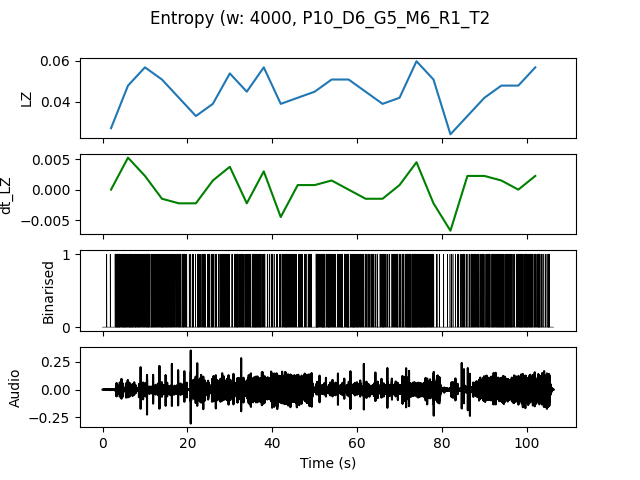 Entropy (w: 4000, P10_D6_G5_M6_R1_T2
0.06
0.04
LZ
0.005
0.000
−0.005
dt_LZ
1
0
Binarised
0.25
0.00
−0.25
Audio
0 20 40 60 80 100
Time (s)